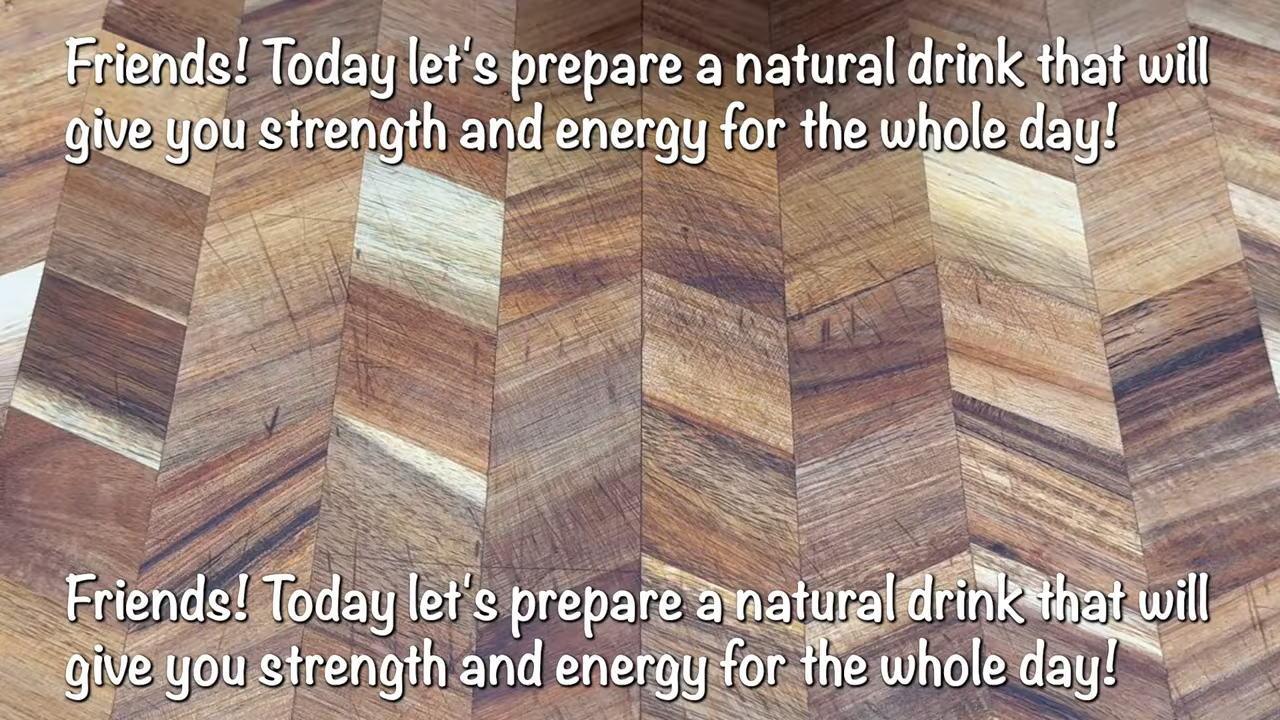 Friends! Today let's prepare a natural drink that will
give you strength and energy for the whole day!
Friends! Today let's prepare a natural drink that will
give you strength and energy for the whole day!